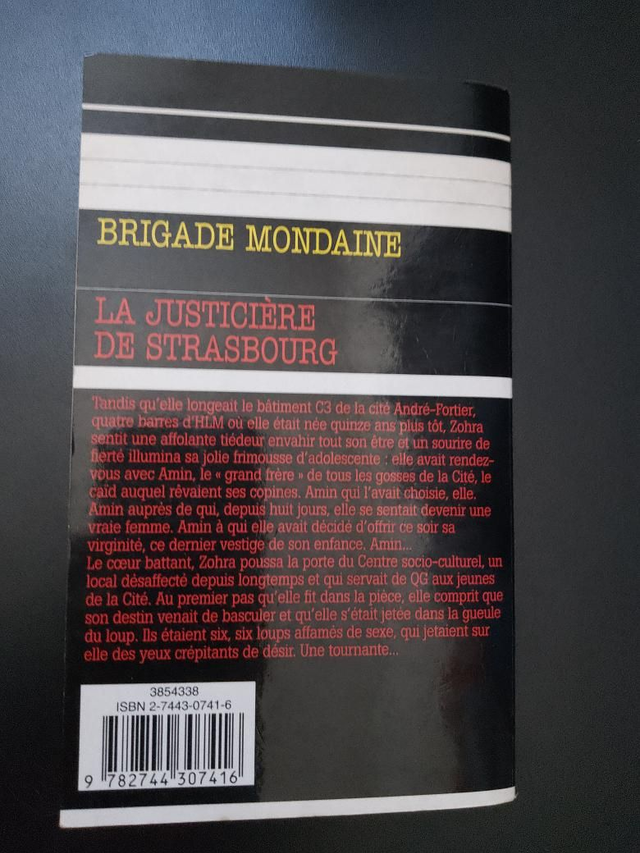 BRIGADE MONDAINE
LA JUSTICIÈRE
DE STRASBOURG
Tandis qu'elle longeait le bâtiment C3 de la cité André-Fortier,
quatre barres d'HLM où elle était née quinze ans plus tôt, Zohra
sentit une affolante tiédeur envahir tout son être et un sourire de
fierté illumina sa jolie frimousse d'adolescente : elle avait rendez-
vous avec Amin, le « grand frère » de tous les gosses de la Cité, le
caïd auquel rêvaient ses copines. Amin qui l'avait choisie, elle.
Amin auprès de qui, depuis huit jours, elle se sentait devenir une
vraie femme. Amin à qui elle avait décidé d'offrir ce soir sa
virginité, ce dernier vestige de son enfance. Amin...
Le cœur battant, Zohra poussa la porte du Centre socio-culturel, un
local désaffecté depuis longtemps et qui servait de QG aux jeunes
de la Cité. Au premier pas qu'elle fit dans la pièce, elle comprit que
son destin venait de basculer et qu'elle s'était jetée dans la gueule
du loup. Ils étaient six, six loups affamés de sexe, qui jetaient sur
elle des yeux crépitants de désir. Une tournante...
3854338
ISBN 2-7443-0741-6
9 782744 307416